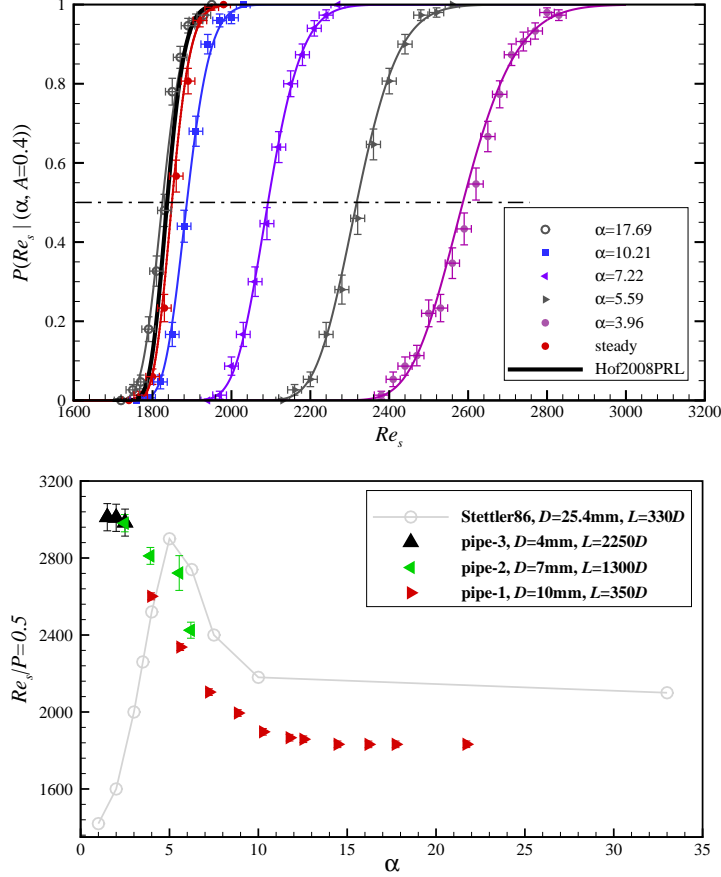 P(Re_s | (α, A=0.4))
1
0.8
0.6
0.4
0.2
0
1600 1800 2000 2200 2400 2600 2800 3000 3200
Re_s
α=17.69
α=10.21
α=7.22
α=5.59
α=3.96
steady
Hof2008PRL
Re_s/P=0.5
3200
2800
2400
2000
1600
0 5 10 15 20 25 30 35
α
Stettler86, D=25.4mm, L=330D
pipe-3, D=4mm, L=2250D
pipe-2, D=7mm, L=1300D
pipe-1, D=10mm, L=350D